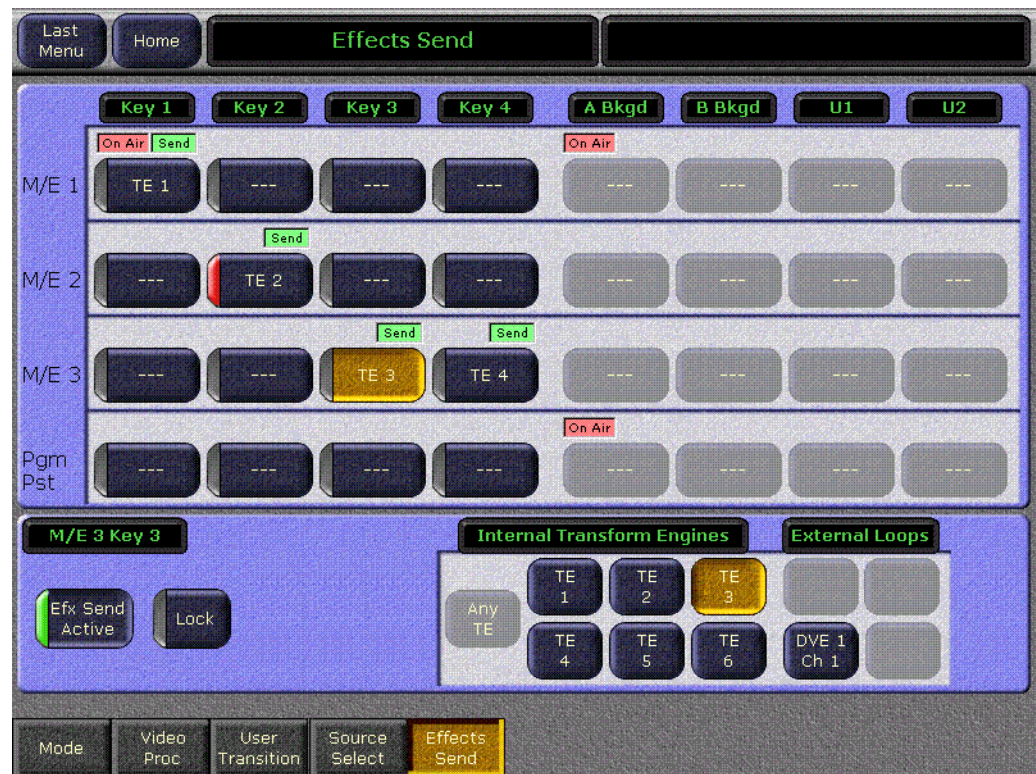 Last
Menu
Home
Effects Send
Key 1 Key 2 Key 3 Key 4 A Bkgd B Bkgd U1 U2
On Air Send On Air
M/E 1 TE 1 --- --- --- --- --- --- ---
Send
M/E 2 --- TE 2 --- --- --- --- --- ---
Send Send
M/E 3 --- --- TE 3 TE 4 --- --- --- ---
On Air
Pgm
Pst
--- --- --- --- --- --- --- ---
M/E 3 Key 3
Internal Transform Engines
External Loops
Efx Send
Active
Lock
Any
TE
TE
1
TE
2
TE
3
TE
4
TE
5
TE
6
DVE 1
Ch 1
Mode
Video
Proc
User
Transition
Source
Select
Effects
Send